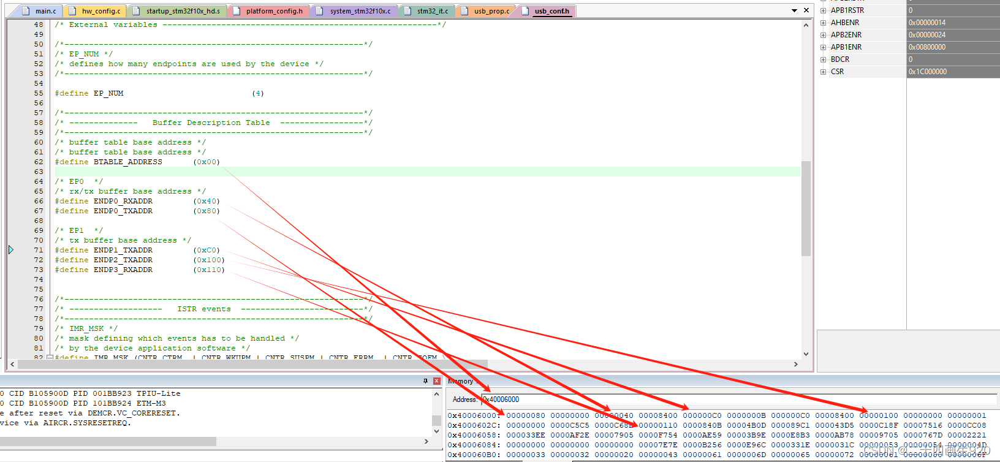 main.c hw_config.c startup_stm32f10x_hd.s platform_config.h system_stm32f10x.c stm32_it.c usb_prop.c usb_conf.h
48 /* External variables --------------------------------------------------------*/
49
50 /*-------------------------------------------------------------*/
51 /* EP_NUM */
52 /* defines how many endpoints are used by the device */
53 /*-------------------------------------------------------------*/
54
55 #define EP_NUM (4)
56
57 /*-------------------------------------------------------------*/
58 /* -------------- Buffer Description Table -----------------*/
59 /*-------------------------------------------------------------*/
60 /* buffer table base address */
61 /* buffer table base address */
62 #define BTABLE_ADDRESS (0x00)
63
64 /* EP0 */
65 /* rx/tx buffer base address */
66 #define ENDP0_RXADDR (0x40)
67 #define ENDP0_TXADDR (0x80)
68
69 /* EP1 */
70 /* tx buffer base address */
71 #define ENDP1_TXADDR (0xC0)
72 #define ENDP2_TXADDR (0x100)
73 #define ENDP3_RXADDR (0x110)
74
75
76 /*-------------------------------------------------------------*/
77 /* ------------------- ISTR events -------------------------*/
78 /*-------------------------------------------------------------*/
79 /* IMR_MSK */
80 /* mask defining which events has to be handled */
81 /* by the device application software */
82 #define IMR_MSK (CNTR_CTRM | CNTR_WKUPM | CNTR_SUSPM | CNTR_ERRM | CNTR_SOFM \
APB1RSTR 0
AHBENR 0x00000014
APB2ENR 0x00000024
APB1ENR 0x00800000
BDCR 0
CSR 0x1C000000
0 CID B105900D PID 001BB923 TPIU-Lite
0 CID B105900D PID 101BB924 ETM-M3
e after reset via DEMCR.VC_CORERESET.
vice via AIRCR.SYSRESETREQ.
Memory 1
Address: 0x40006000
0x40006000: 00000080 00000000 00000040 00008400 000000C0 0000000B 000000C0 00008400 00000100 00000000 00000001
0x4000602C: 00000000 0000C5C5 0000C68E 00000110 0000840B 00004B0D 000089C1 000043D5 0000C18F 00007516 0000CC08
0x40006058: 000033EE 0000AF2E 00007905 0000F754 0000AE59 00003B9E 0000E8B3 0000AB78 00009705 0000767D 00002221
0x40006084: 00000000 00000000 00000000 00007E7E 0000B256 0000E96C 0000331E 0000031C 00000053 00000054 0000004D
0x400060B0: 00000033 00000032 00000020 00000043 00000061 0000006D 00000065 00000072 00000061 0000006F
CSDN @二十四画生920